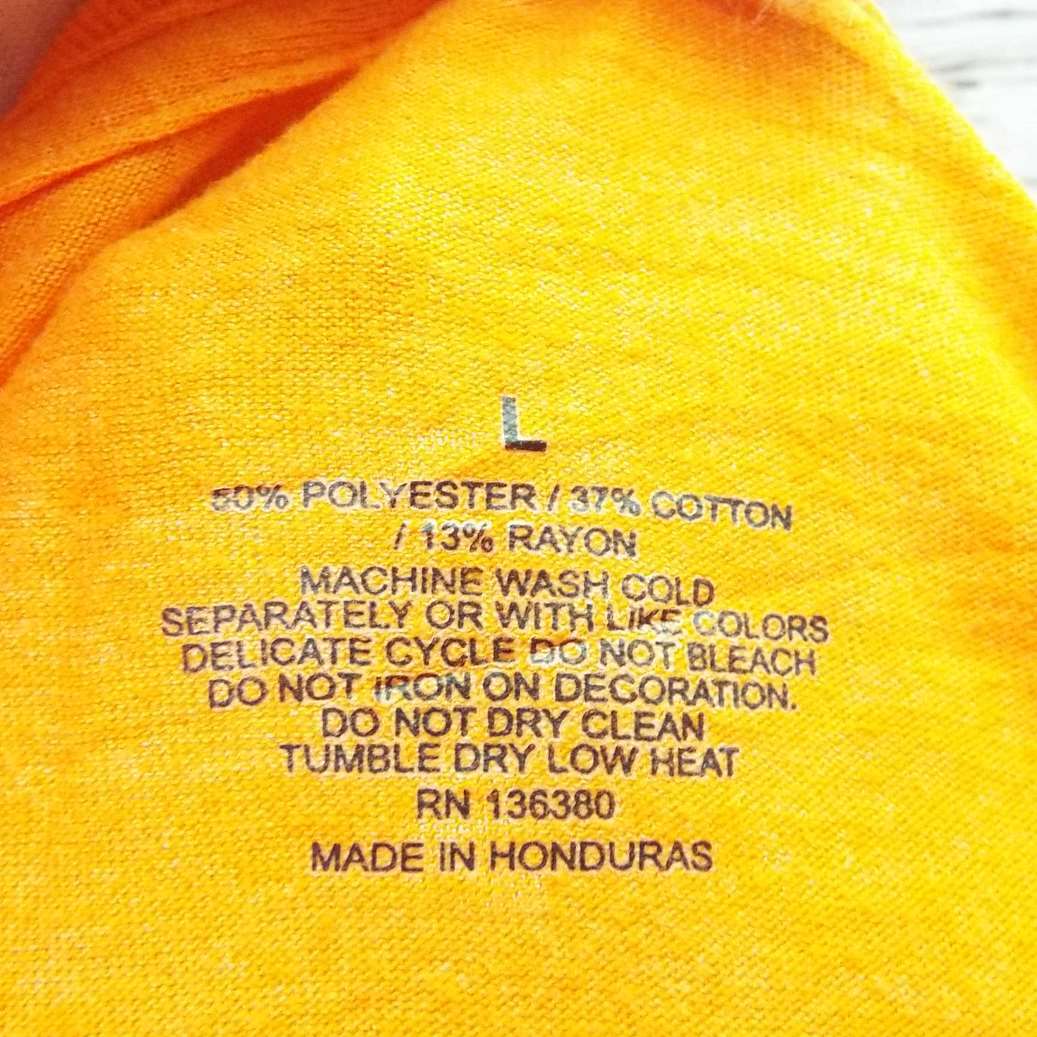 L
50% POLYESTER / 37% COTTON
/ 13% RAYON
MACHINE WASH COLD
SEPARATELY OR WITH LIKE COLORS
DELICATE CYCLE DO NOT BLEACH
DO NOT IRON ON DECORATION.
DO NOT DRY CLEAN
TUMBLE DRY LOW HEAT
RN 136380
MADE IN HONDURAS